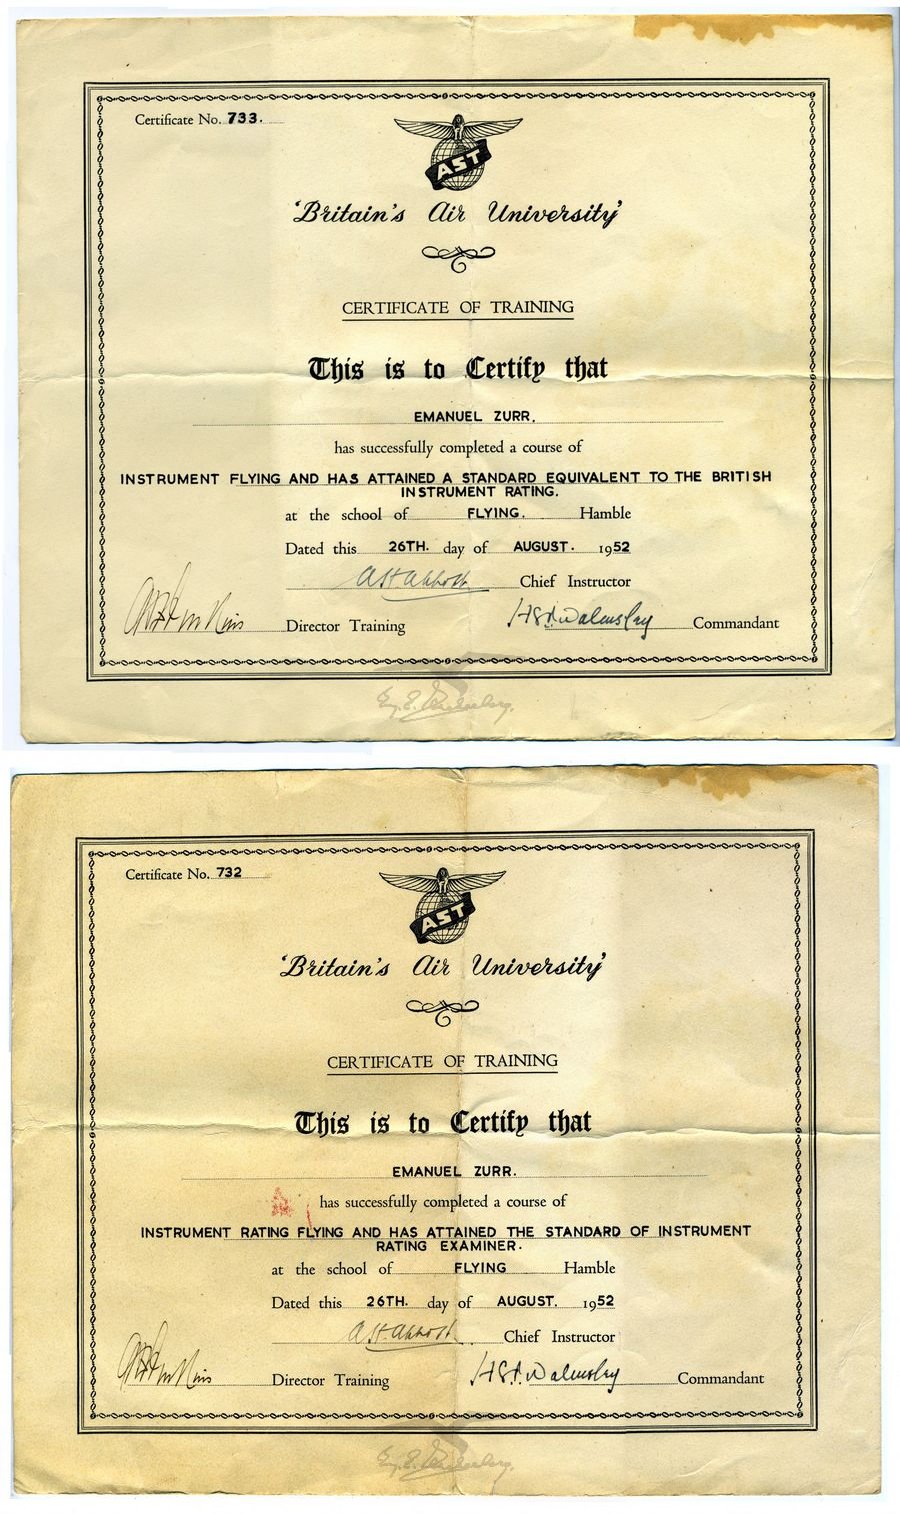 Certificate No. 733.
AST
'Britain's Air University'
CERTIFICATE OF TRAINING
This is to Certify that
EMANUEL ZURR.
has successfully completed a course of
INSTRUMENT FLYING AND HAS ATTAINED A STANDARD EQUIVALENT TO THE BRITISH
INSTRUMENT RATING.
at the school of FLYING. Hamble
Dated this 26TH. day of AUGUST. 1952
Chief Instructor
Director Training H.S.P. Walmsley Commandant
Certificate No. 732
AST
'Britain's Air University'
CERTIFICATE OF TRAINING
This is to Certify that
EMANUEL ZURR.
has successfully completed a course of
INSTRUMENT RATING FLYING AND HAS ATTAINED THE STANDARD OF INSTRUMENT
RATING EXAMINER.
at the school of FLYING Hamble
Dated this 26TH. day of AUGUST. 1952
Chief Instructor
Director Training H.S.P. Walmsley Commandant